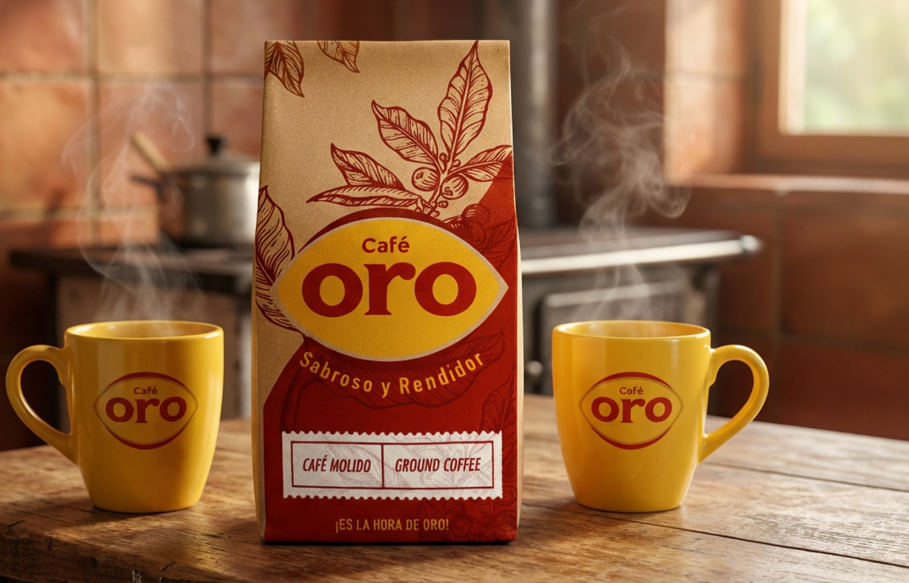 Café
oro
Sabroso y Rendidor
CAFÉ MOLIDO
GROUND COFFEE
¡ES LA HORA DE ORO!
Café
oro
Café
oro